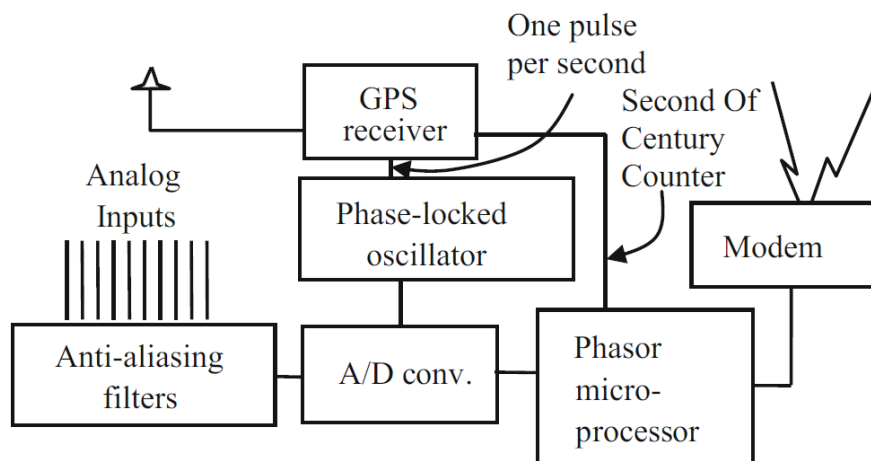 One pulse
per second
GPS
receiver
Second Of
Century
Counter
Analog
Inputs
Phase-locked
oscillator
Modem
Anti-aliasing
filters
A/D conv.
Phasor
micro-
processor